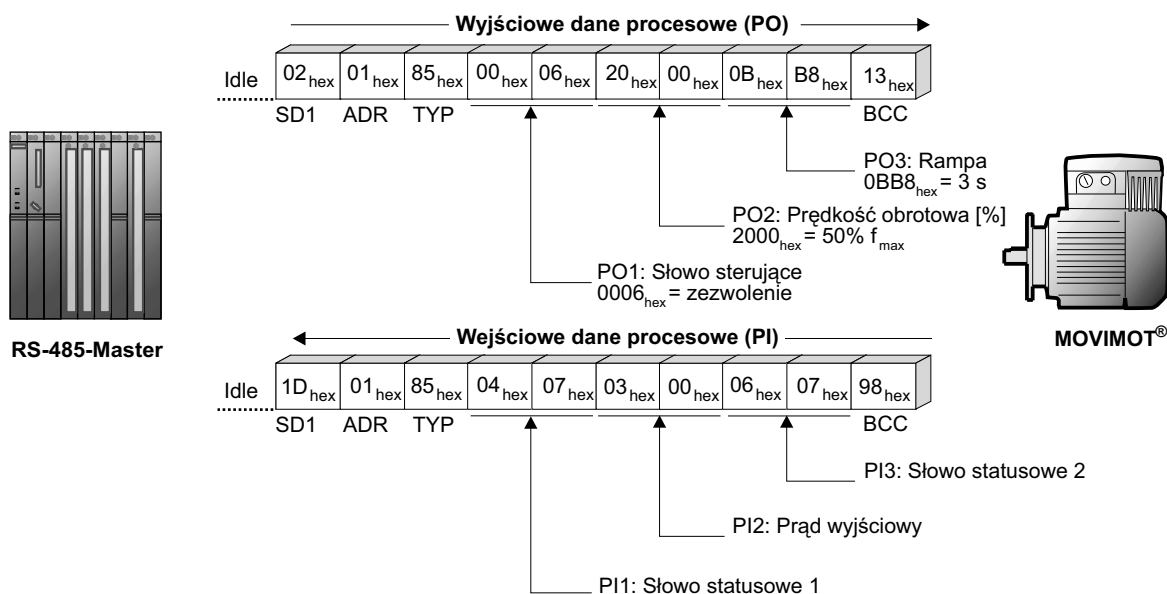 Wyjściowe dane procesowe (PO)
Idle 02hex 01hex 85hex 00hex 06hex 20hex 00hex 0Bhex B8hex 13hex
SD1 ADR TYP BCC
PO3: Rampa
0BB8hex = 3 s
PO2: Prędkość obrotowa [%]
2000hex = 50% fmax
PO1: Słowo sterujące
0006hex = zezwolenie
RS-485-Master
MOVIMOT®
Wejściowe dane procesowe (PI)
Idle 1Dhex 01hex 85hex 04hex 07hex 03hex 00hex 06hex 07hex 98hex
SD1 ADR TYP BCC
PI3: Słowo statusowe 2
PI2: Prąd wyjściowy
PI1: Słowo statusowe 1